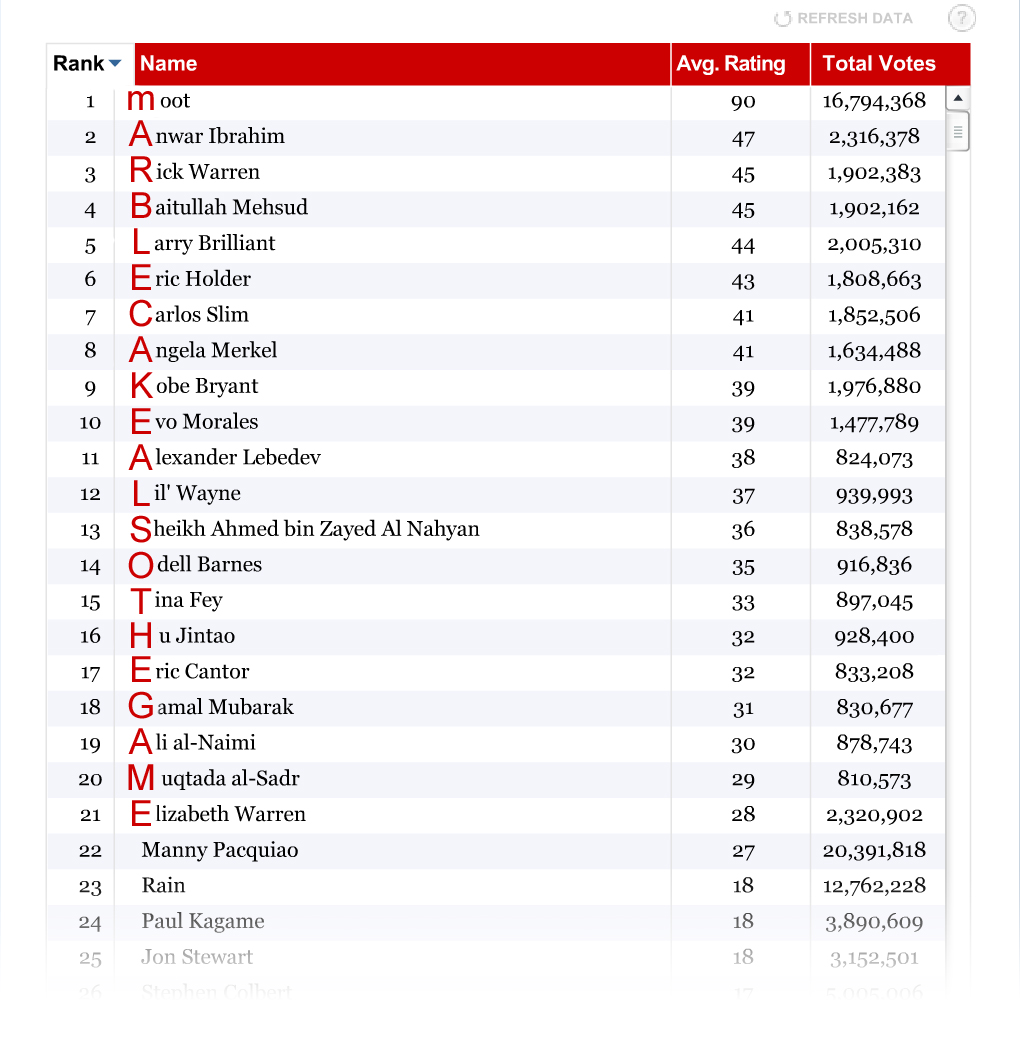 REFRESH DATA ?
Rank Name Avg. Rating Total Votes
1 moot 90 16,794,368
2 Anwar Ibrahim 47 2,316,378
3 Rick Warren 45 1,902,383
4 Baitullah Mehsud 45 1,902,162
5 Larry Brilliant 44 2,005,310
6 Eric Holder 43 1,808,663
7 Carlos Slim 41 1,852,506
8 Angela Merkel 41 1,634,488
9 Kobe Bryant 39 1,976,880
10 Evo Morales 39 1,477,789
11 Alexander Lebedev 38 824,073
12 Lil' Wayne 37 939,993
13 Sheikh Ahmed bin Zayed Al Nahyan 36 838,578
14 Odell Barnes 35 916,836
15 Tina Fey 33 897,045
16 Hu Jintao 32 928,400
17 Eric Cantor 32 833,208
18 Gamal Mubarak 31 830,677
19 Ali al-Naimi 30 878,743
20 Muqtada al-Sadr 29 810,573
21 Elizabeth Warren 28 2,320,902
22 Manny Pacquiao 27 20,391,818
23 Rain 18 12,762,228
24 Paul Kagame 18 3,890,609
25 Jon Stewart 18 3,152,501
26 Stephen Colbert 17